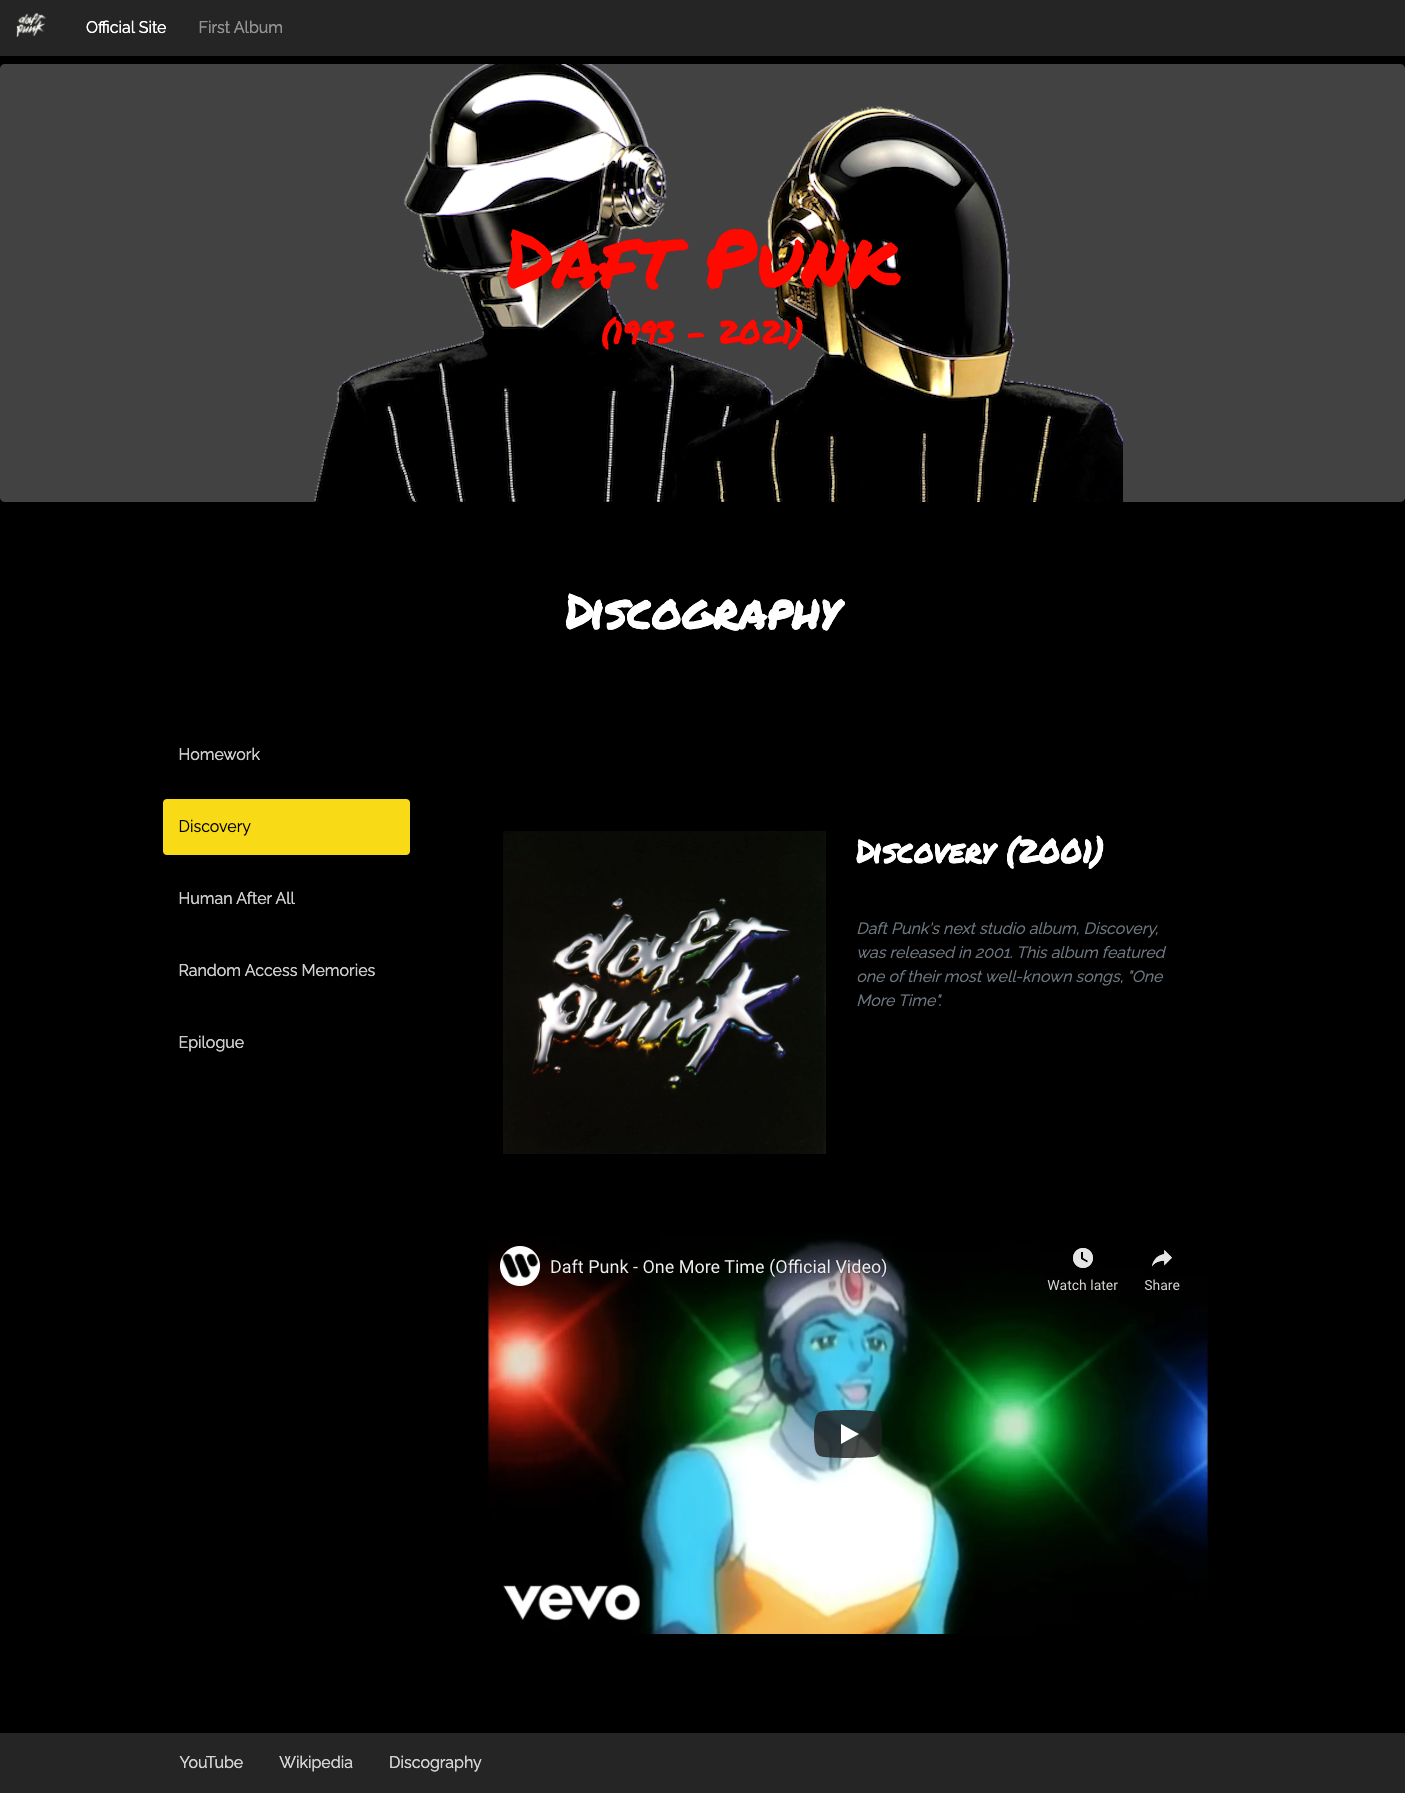 daft
punk
Official Site
First Album
Daft Punk
(1993 - 2021)
Discography
Homework
Discovery
Human After All
Random Access Memories
Epilogue
daft
punk
Discovery (2001)
Daft Punk's next studio album, Discovery,
was released in 2001. This album featured
one of their most well-known songs, "One
More Time".
Daft Punk - One More Time (Official Video)
Watch later
Share
vevo
YouTube
Wikipedia
Discography